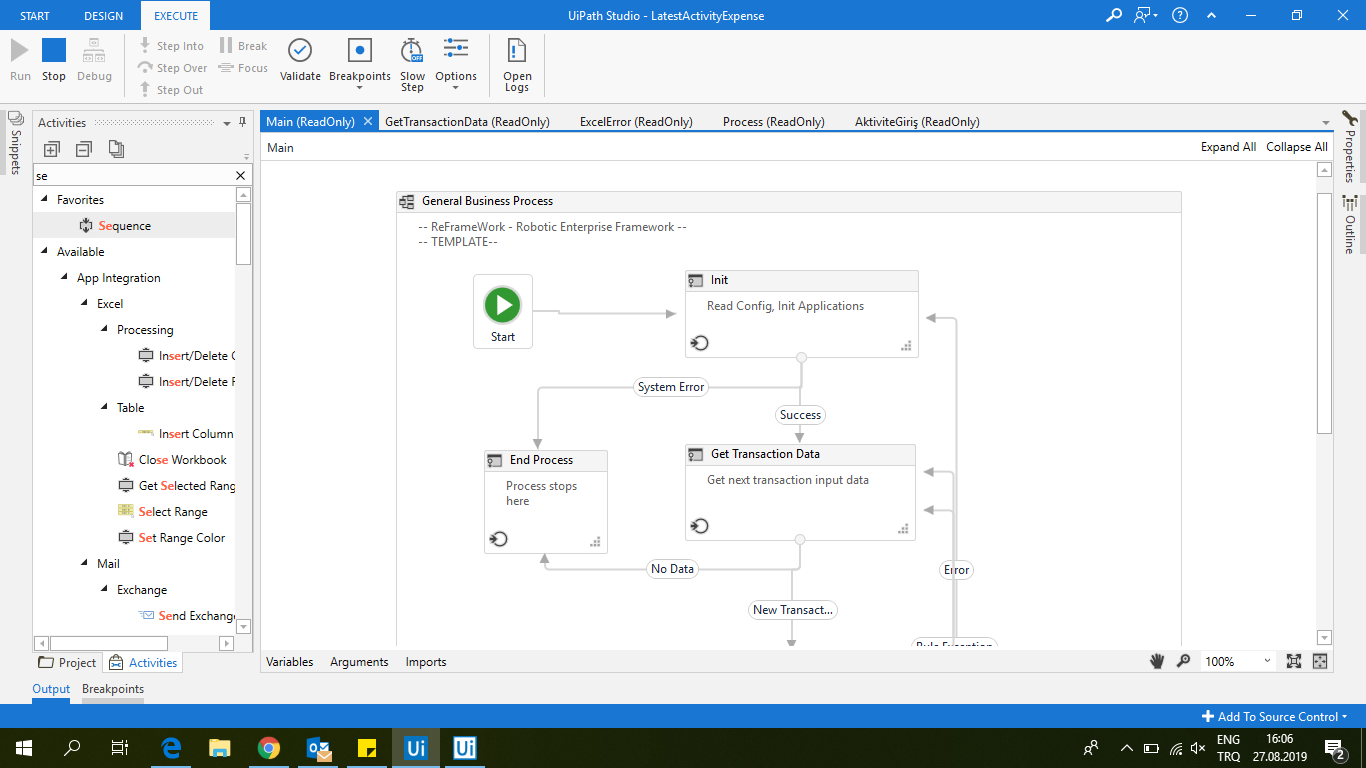 START DESIGN EXECUTE UiPath Studio - LatestActivityExpense
Run Stop Debug
Step Into
Step Over
Step Out
Break
Focus
Validate
Breakpoints
Slow
Step
Options
Open
Logs
Snippets
Activities
se
Favorites
Sequence
Available
App Integration
Excel
Processing
Insert/Delete C
Insert/Delete R
Table
Insert Column
Close Workbook
Get Selected Rang
Select Range
Set Range Color
Mail
Exchange
Send Exchange
Project Activities
Output Breakpoints
Main (ReadOnly) GetTransactionData (ReadOnly) ExcelError (ReadOnly) Process (ReadOnly) AktiviteGiriş (ReadOnly)
Main Expand All Collapse All
General Business Process
-- ReFrameWork - Robotic Enterprise Framework --
-- TEMPLATE--
Start
Init
Read Config, Init Applications
System Error
Success
End Process
Process stops
here
Get Transaction Data
Get next transaction input data
No Data
Error
New Transact...
Rule Exception
Variables Arguments Imports 100%
Properties
Outline
Add To Source Control
Ui Ui
ENG
TRQ
16:06
27.08.2019
2